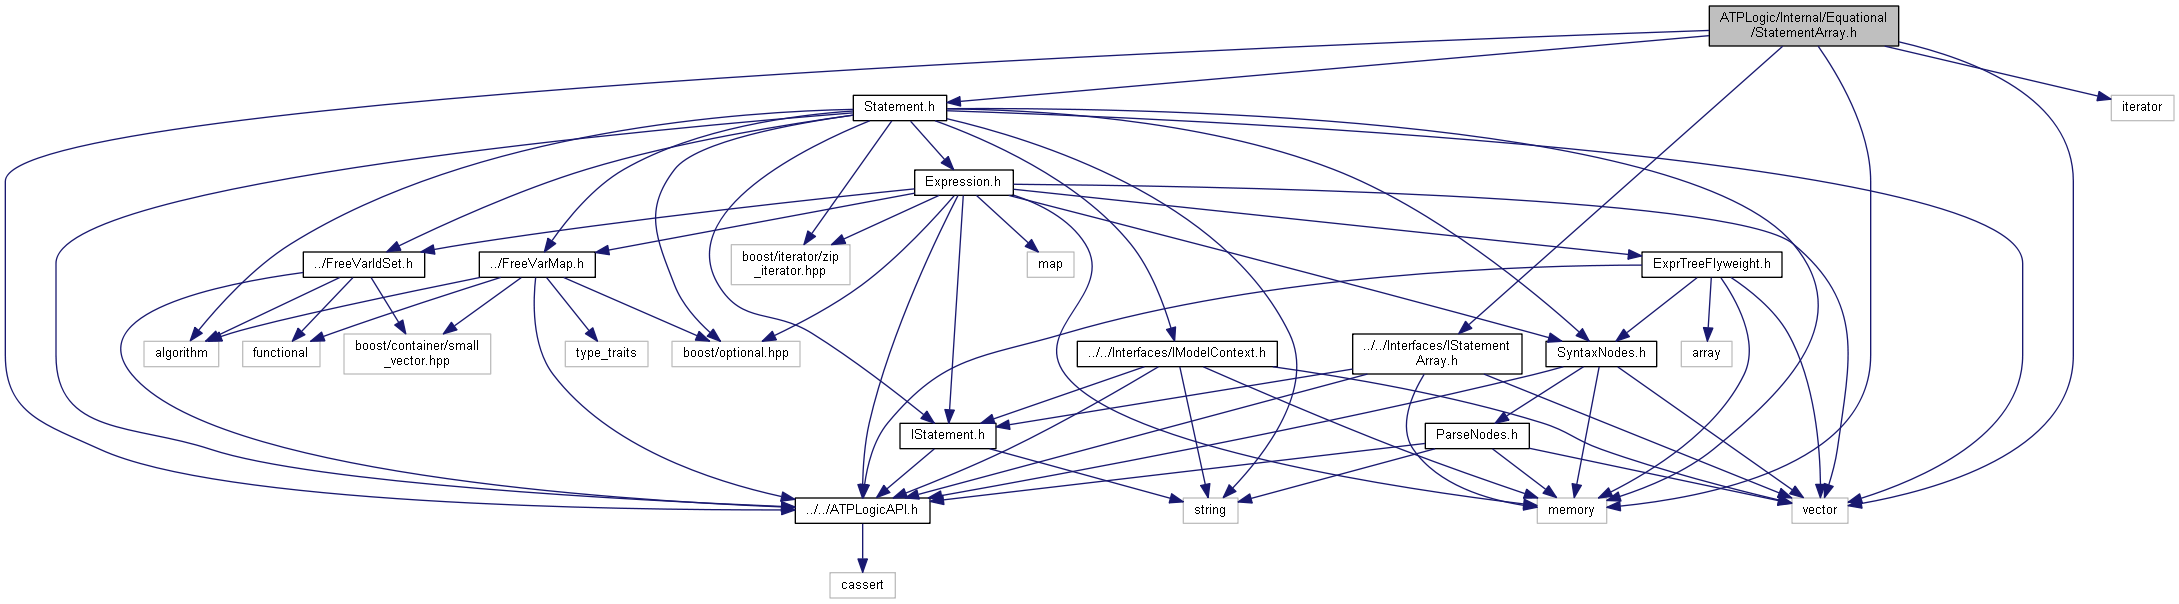 ATPLogic/Internal/Equational
/StatementArray.h
Statement.h
iterator
Expression.h
boost/iterator/zip
_iterator.hpp
map
../FreeVarIdSet.h
../FreeVarMap.h
ExprTreeFlyweight.h
algorithm
functional
boost/container/small
_vector.hpp
type_traits
boost/optional.hpp
../../Interfaces/IModelContext.h
../../Interfaces/IStatement
Array.h
SyntaxNodes.h
array
IStatement.h
ParseNodes.h
../../ATPLogicAPI.h
string
memory
vector
cassert